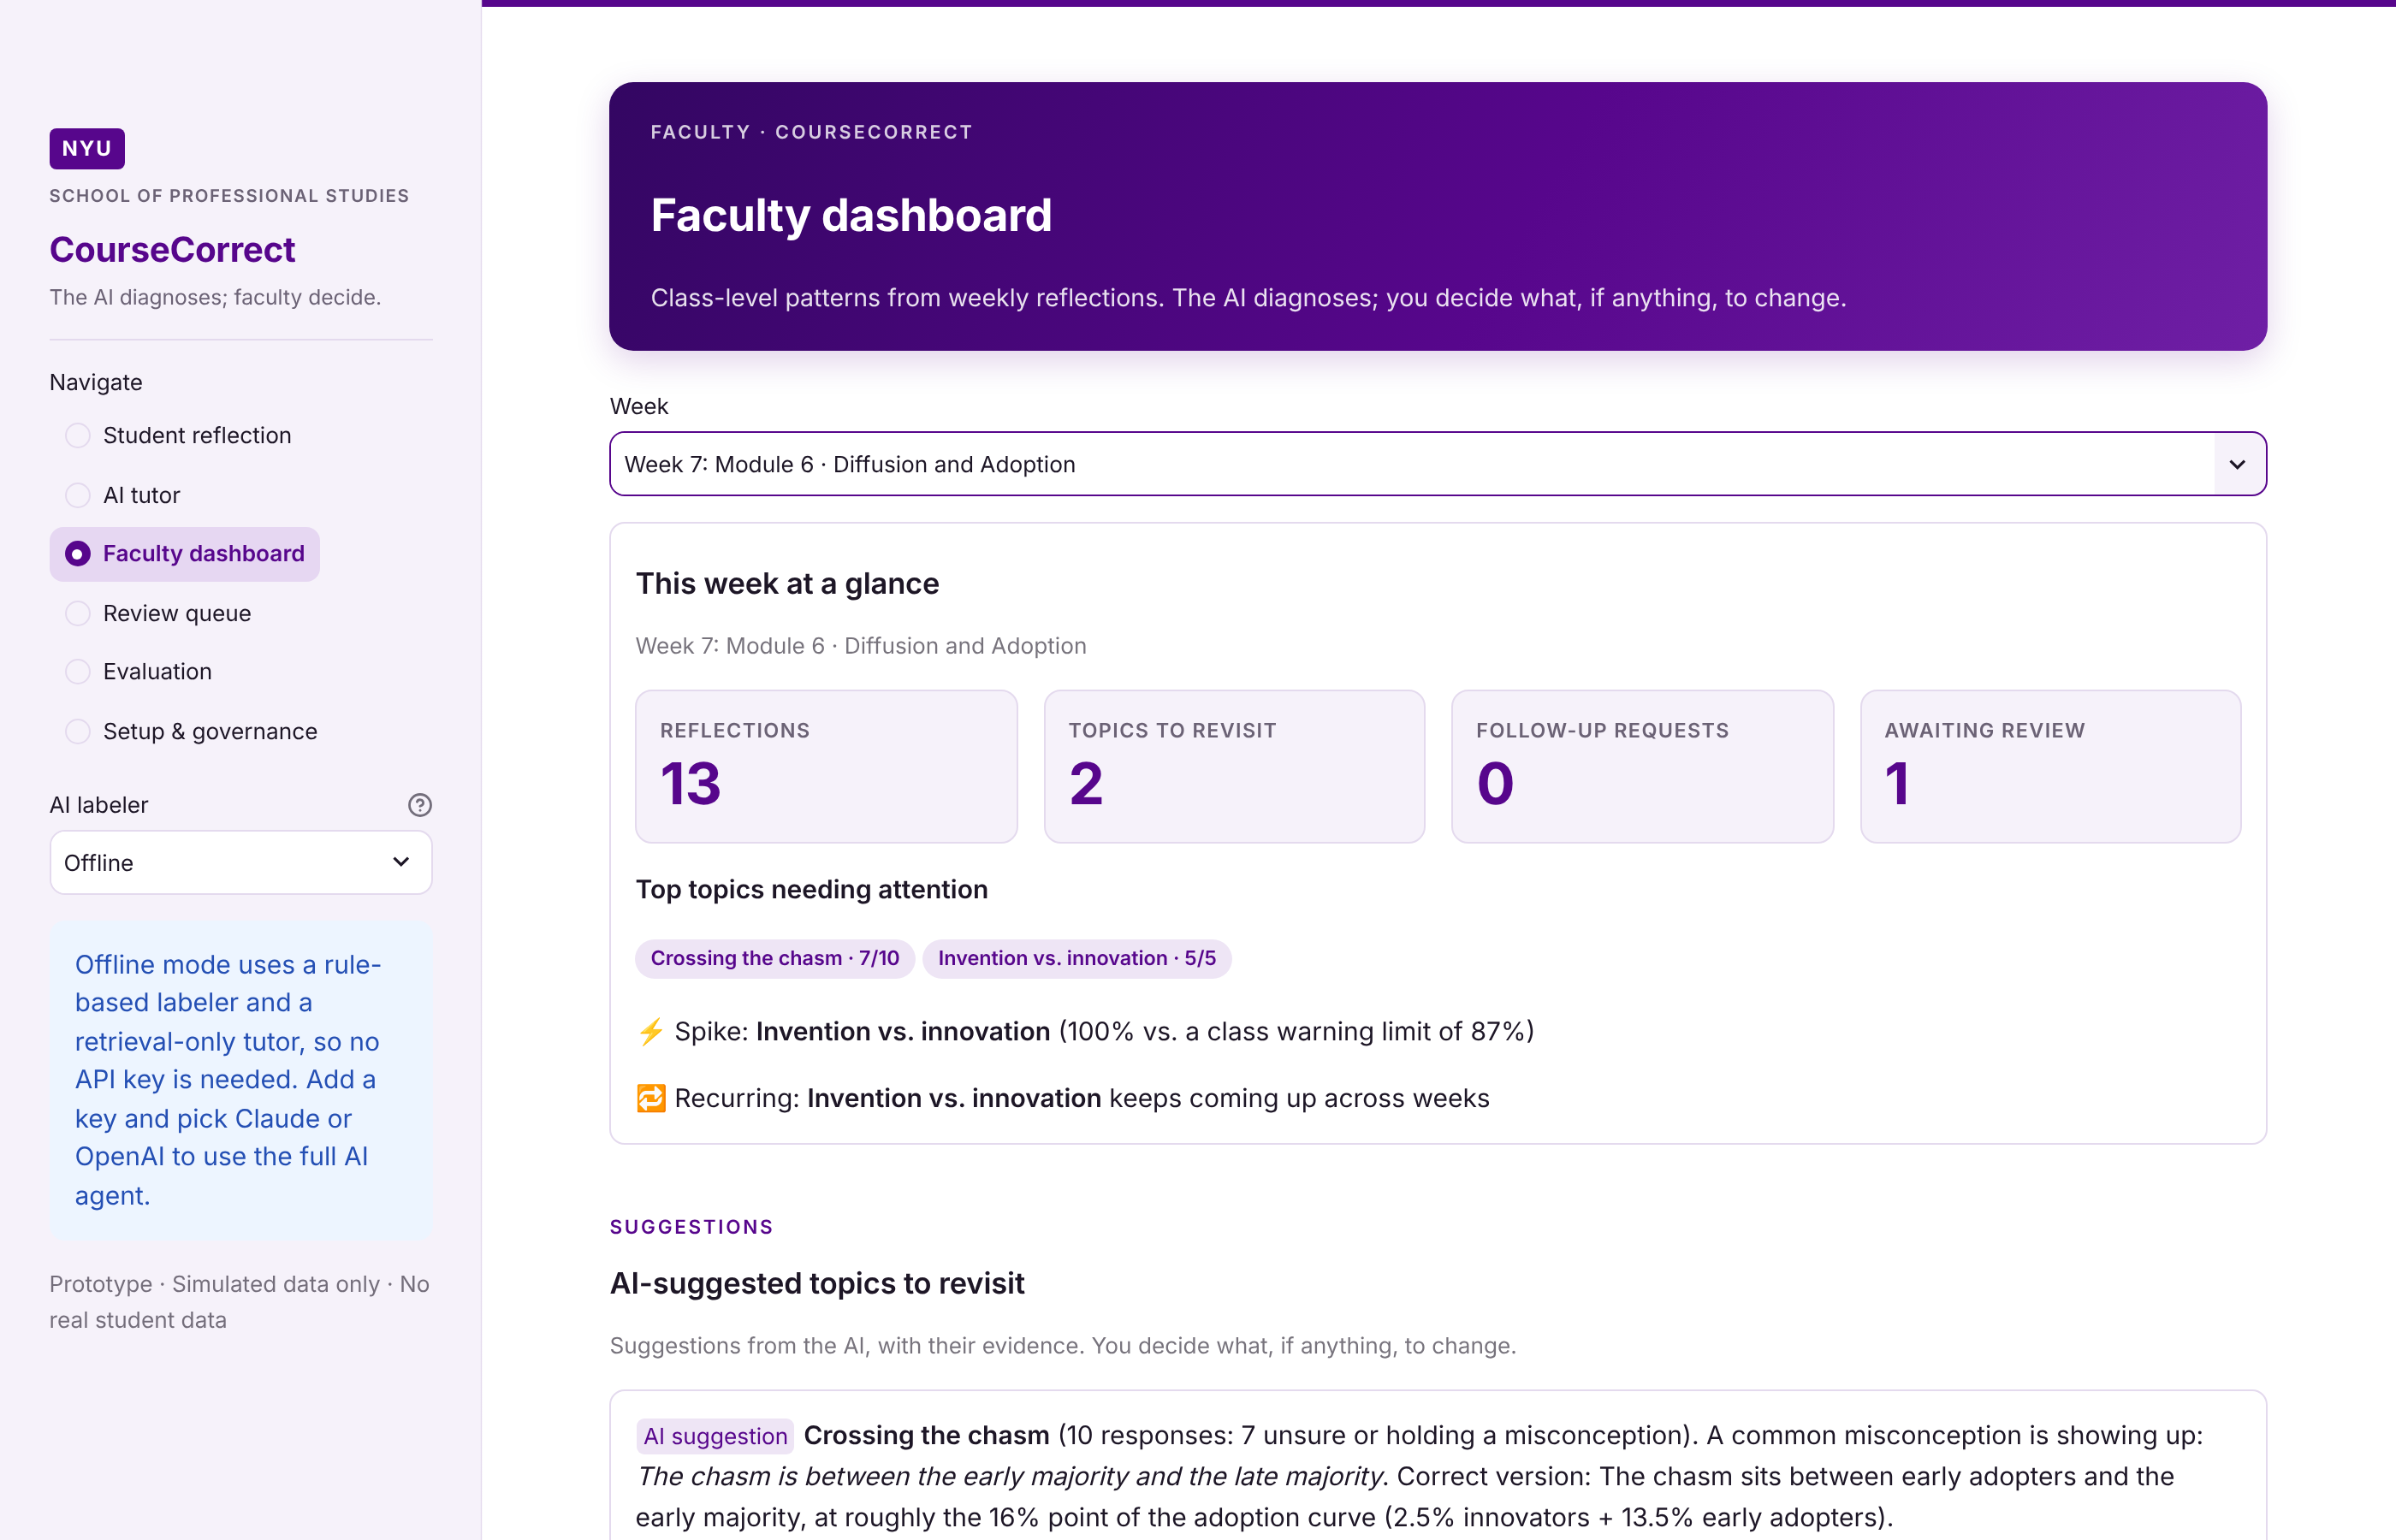 NYU
SCHOOL OF PROFESSIONAL STUDIES
CourseCorrect
The AI diagnoses; faculty decide.
Navigate
Student reflection
AI tutor
Faculty dashboard
Review queue
Evaluation
Setup & governance
AI labeler
Offline
Offline mode uses a rule-
based labeler and a
retrieval-only tutor, so no
API key is needed. Add a
key and pick Claude or
OpenAI to use the full AI
agent.
Prototype · Simulated data only · No
real student data
FACULTY · COURSECORRECT
Faculty dashboard
Class-level patterns from weekly reflections. The AI diagnoses; you decide what, if anything, to change.
Week
Week 7: Module 6 · Diffusion and Adoption
This week at a glance
Week 7: Module 6 · Diffusion and Adoption
REFLECTIONS
13
TOPICS TO REVISIT
2
FOLLOW-UP REQUESTS
0
AWAITING REVIEW
1
Top topics needing attention
Crossing the chasm · 7/10
Invention vs. innovation · 5/5
⚡ Spike: Invention vs. innovation (100% vs. a class warning limit of 87%)
🔁 Recurring: Invention vs. innovation keeps coming up across weeks
SUGGESTIONS
AI-suggested topics to revisit
Suggestions from the AI, with their evidence. You decide what, if anything, to change.
AI suggestion Crossing the chasm (10 responses: 7 unsure or holding a misconception). A common misconception is showing up:
The chasm is between the early majority and the late majority. Correct version: The chasm sits between early adopters and the
early majority, at roughly the 16% point of the adoption curve (2.5% innovators + 13.5% early adopters).